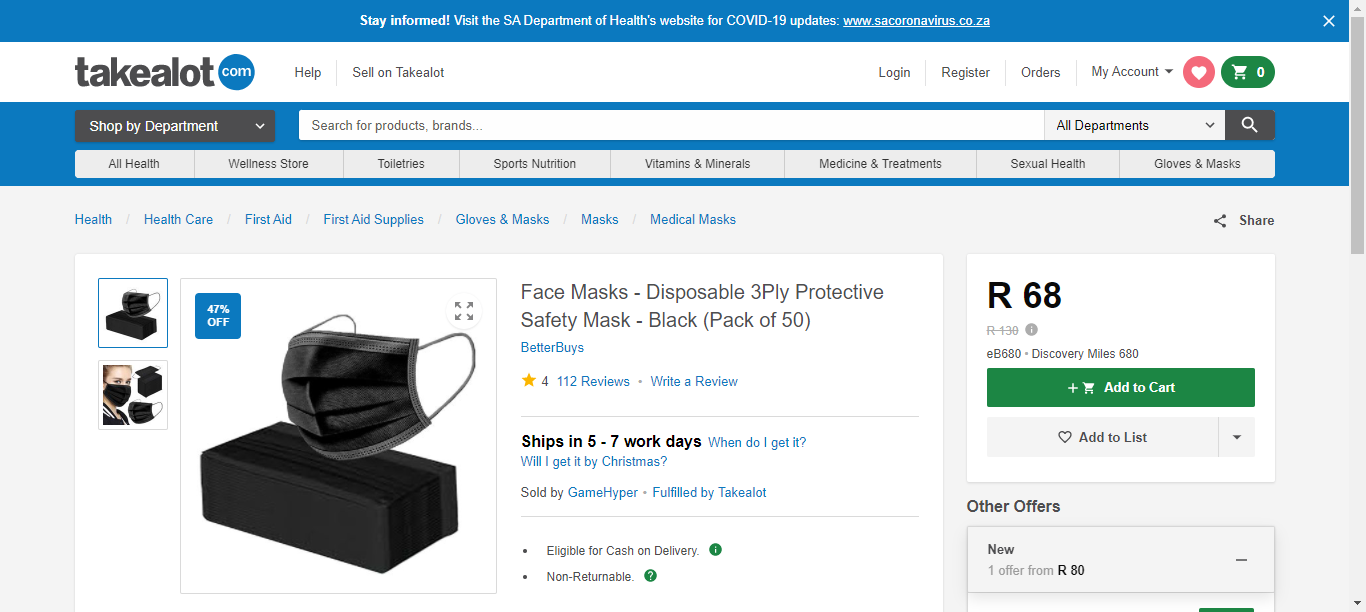 Stay informed! Visit the SA Department of Health's website for COVID-19 updates: www.sacoronavirus.co.za
takealot com
Help
Sell on Takealot
Login
Register
Orders
My Account
0
Shop by Department
Search for products, brands...
All Departments
All Health
Wellness Store
Toiletries
Sports Nutrition
Vitamins & Minerals
Medicine & Treatments
Sexual Health
Gloves & Masks
Health / Health Care / First Aid / First Aid Supplies / Gloves & Masks / Masks / Medical Masks
Share
47%
OFF
Face Masks - Disposable 3Ply Protective
Safety Mask - Black (Pack of 50)
BetterBuys
4 112 Reviews • Write a Review
Ships in 5 - 7 work days When do I get it?
Will I get it by Christmas?
Sold by GameHyper • Fulfilled by Takealot
• Eligible for Cash on Delivery.
• Non-Returnable.
R 68
R 130
eB680 • Discovery Miles 680
+ Add to Cart
Add to List
Other Offers
New
1 offer from R 80